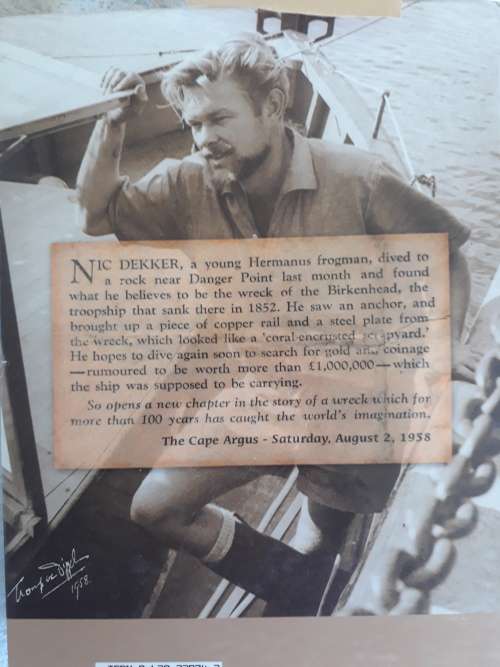 NIC DEKKER, a young Hermanus frogman, dived to
a rock near Danger Point last month and found
what he believes to be the wreck of the Birkenhead, the
troopship that sank there in 1852. He saw an anchor, and
brought up a piece of copper rail and a steel plate from
the wreck, which looked like a 'coral-encrusted scrapyard.'
He hopes to dive again soon to search for gold and coinage
—rumoured to be worth more than £1,000,000—which
the ship was supposed to be carrying.
So opens a new chapter in the story of a wreck which for
more than 100 years has caught the world's imagination.
The Cape Argus - Saturday, August 2, 1958
1958.